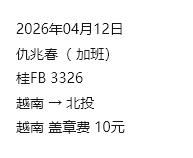 2026年04月12日
仇兆春（ 加班）
桂FB 3326
越南 → 北投
越南 盖章费 10元